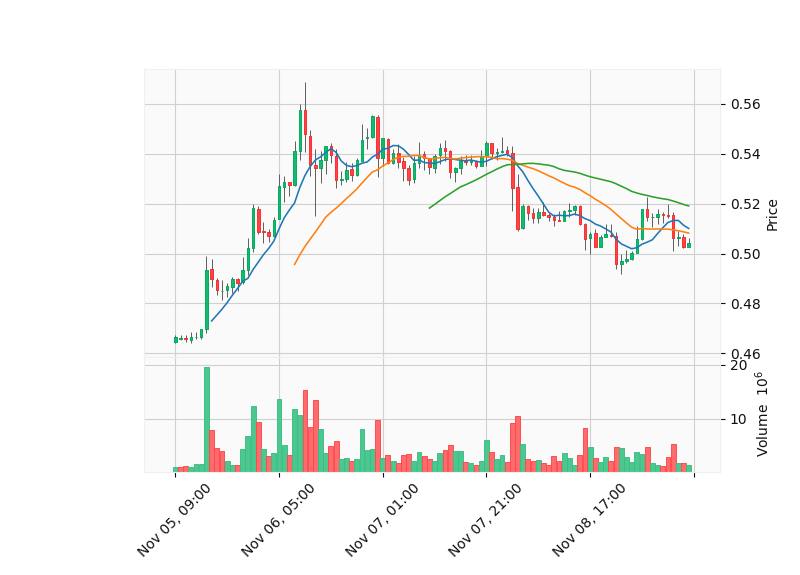 0.56
0.54
0.52
0.50
0.48
0.46
Price
20
10
Volume 10^6
Nov 05, 09:00
Nov 06, 05:00
Nov 07, 01:00
Nov 07, 21:00
Nov 08, 17:00